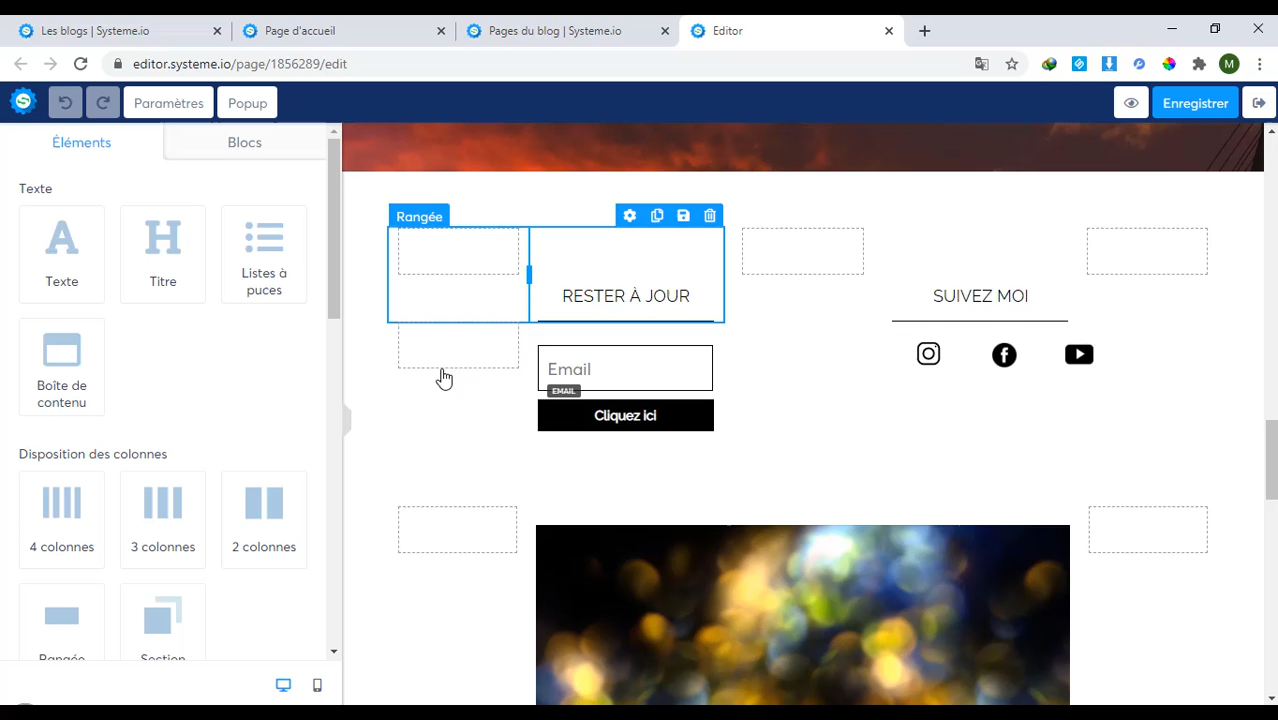 Les blogs | Systeme.io
Page d'accueil
Pages du blog | Systeme.io
Editor
editor.systeme.io/page/1856289/edit
M
Paramètres
Popup
Enregistrer
Éléments
Blocs
Texte
Texte
Titre
Listes à
puces
Boîte de
contenu
Disposition des colonnes
4 colonnes
3 colonnes
2 colonnes
Rangée
Section
Rangée
RESTER À JOUR
SUIVEZ MOI
Email
EMAIL
Cliquez ici